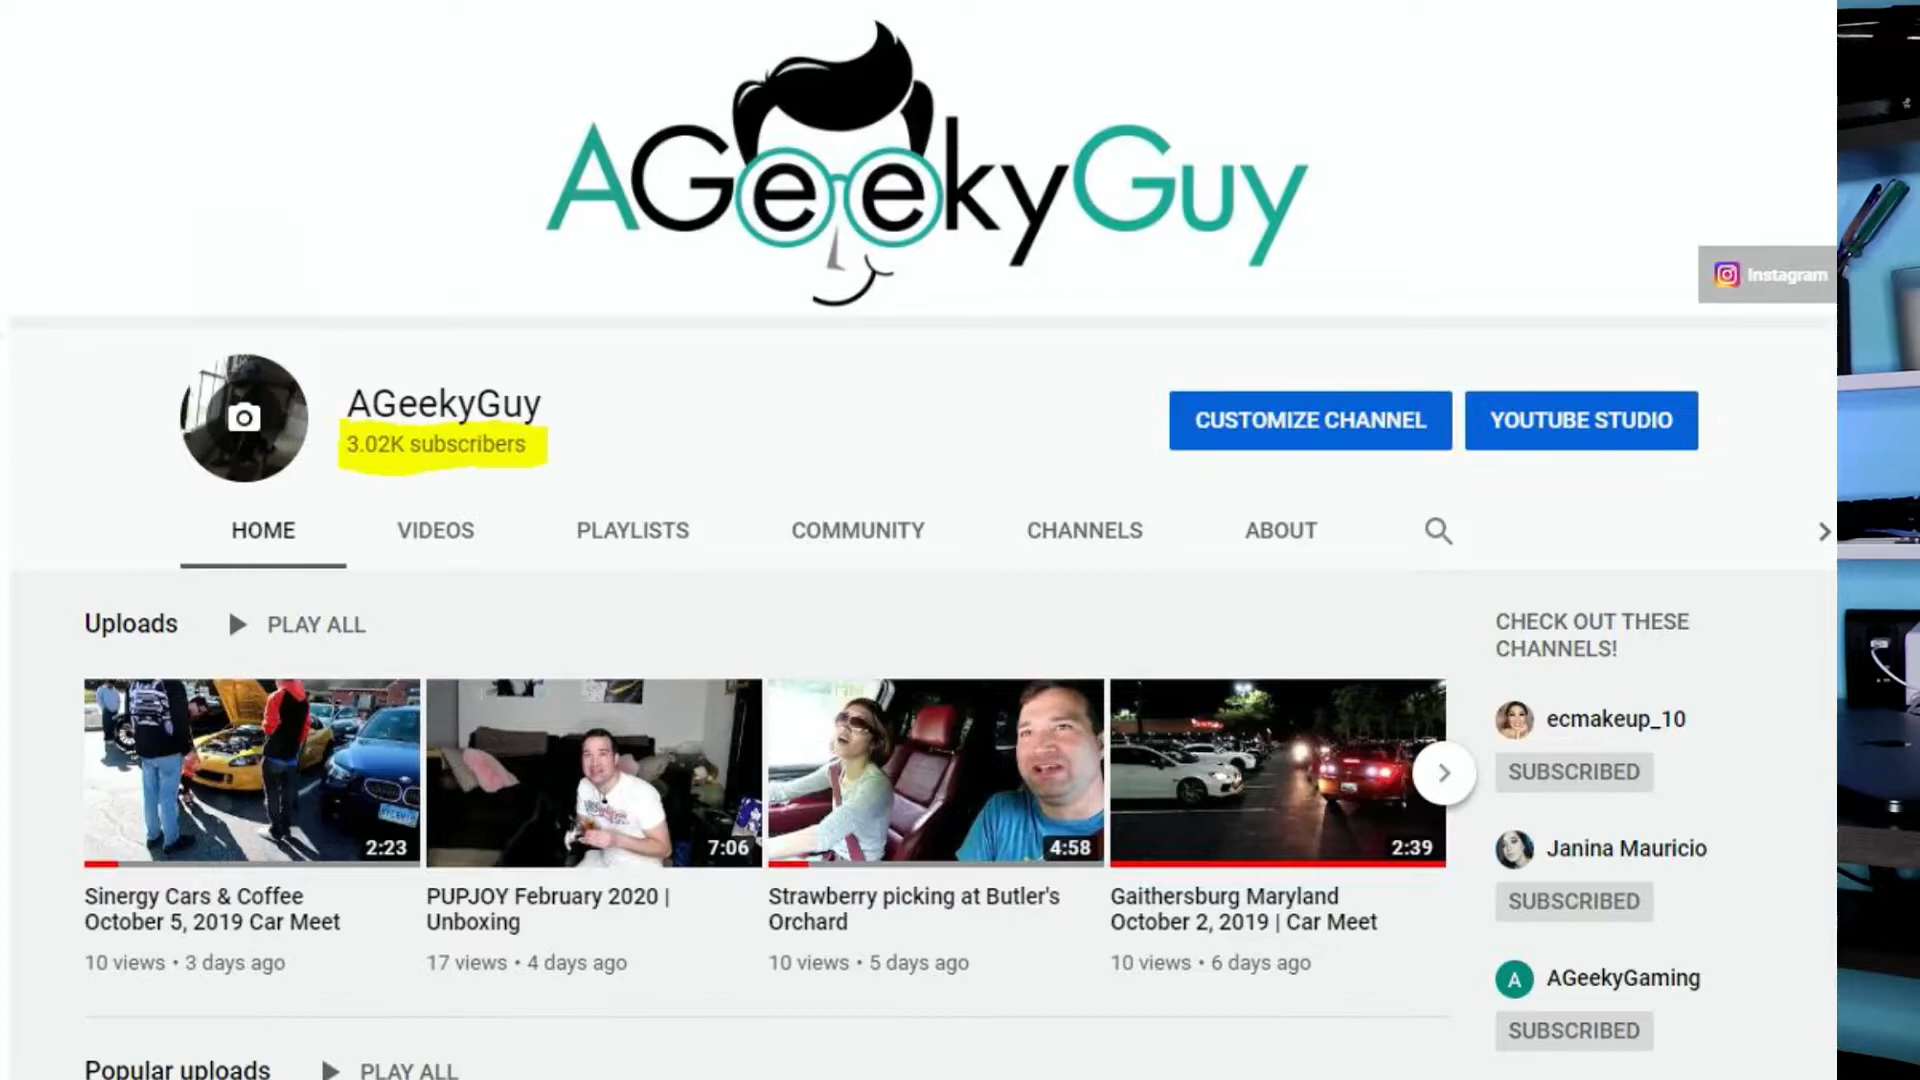 AGeekyGuy
Instagram
AGeekyGuy
3.02K subscribers
CUSTOMIZE CHANNEL
YOUTUBE STUDIO
HOME
VIDEOS
PLAYLISTS
COMMUNITY
CHANNELS
ABOUT
Uploads
PLAY ALL
2:23
7:06
4:58
2:39
Sinergy Cars & Coffee
October 5, 2019 Car Meet
10 views • 3 days ago
PUPJOY February 2020 |
Unboxing
17 views • 4 days ago
Strawberry picking at Butler's
Orchard
10 views • 5 days ago
Gaithersburg Maryland
October 2, 2019 | Car Meet
10 views • 6 days ago
CHECK OUT THESE
CHANNELS!
ecmakeup_10
SUBSCRIBED
Janina Mauricio
SUBSCRIBED
A
AGeekyGaming
SUBSCRIBED
Popular uploads
PLAY ALL